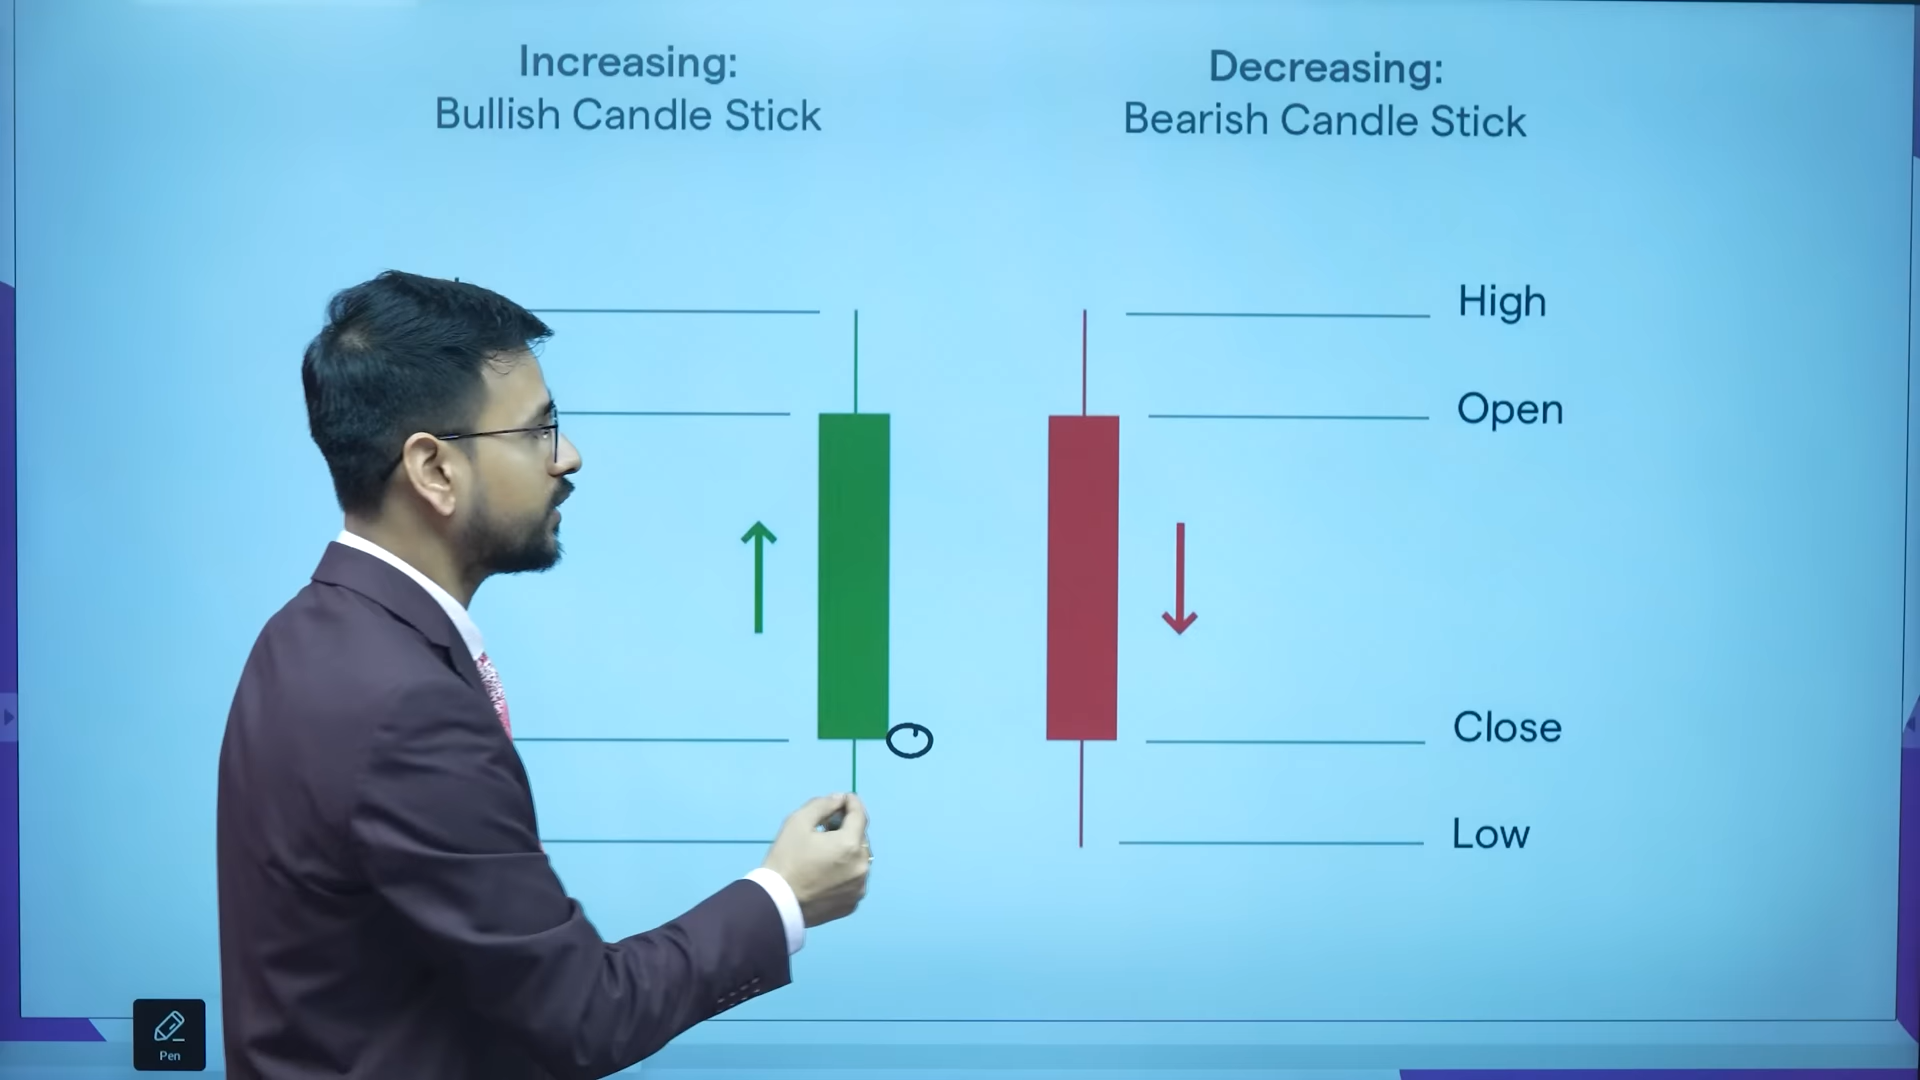 Increasing:
Bullish Candle Stick
Decreasing:
Bearish Candle Stick
High
Open
Close
Low
Pen